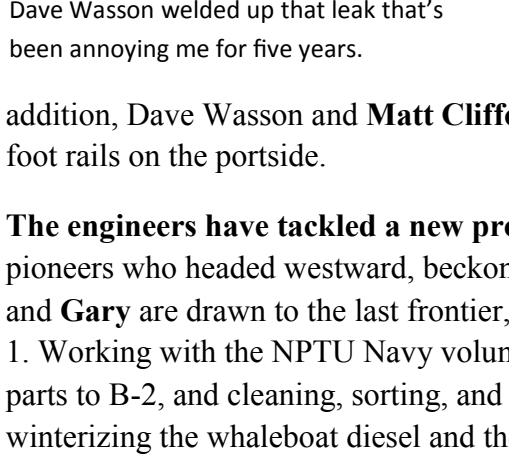 Dave Wasson welded up that leak that's
been annoying me for five years.
addition, Dave Wasson and Matt Cliff
foot rails on the portside.
The engineers have tackled a new pr
pioneers who headed westward, beckon
and Gary are drawn to the last frontier,
1. Working with the NPTU Navy volu
parts to B-2, and cleaning, sorting, and
winterizing the whaleboat diesel and th